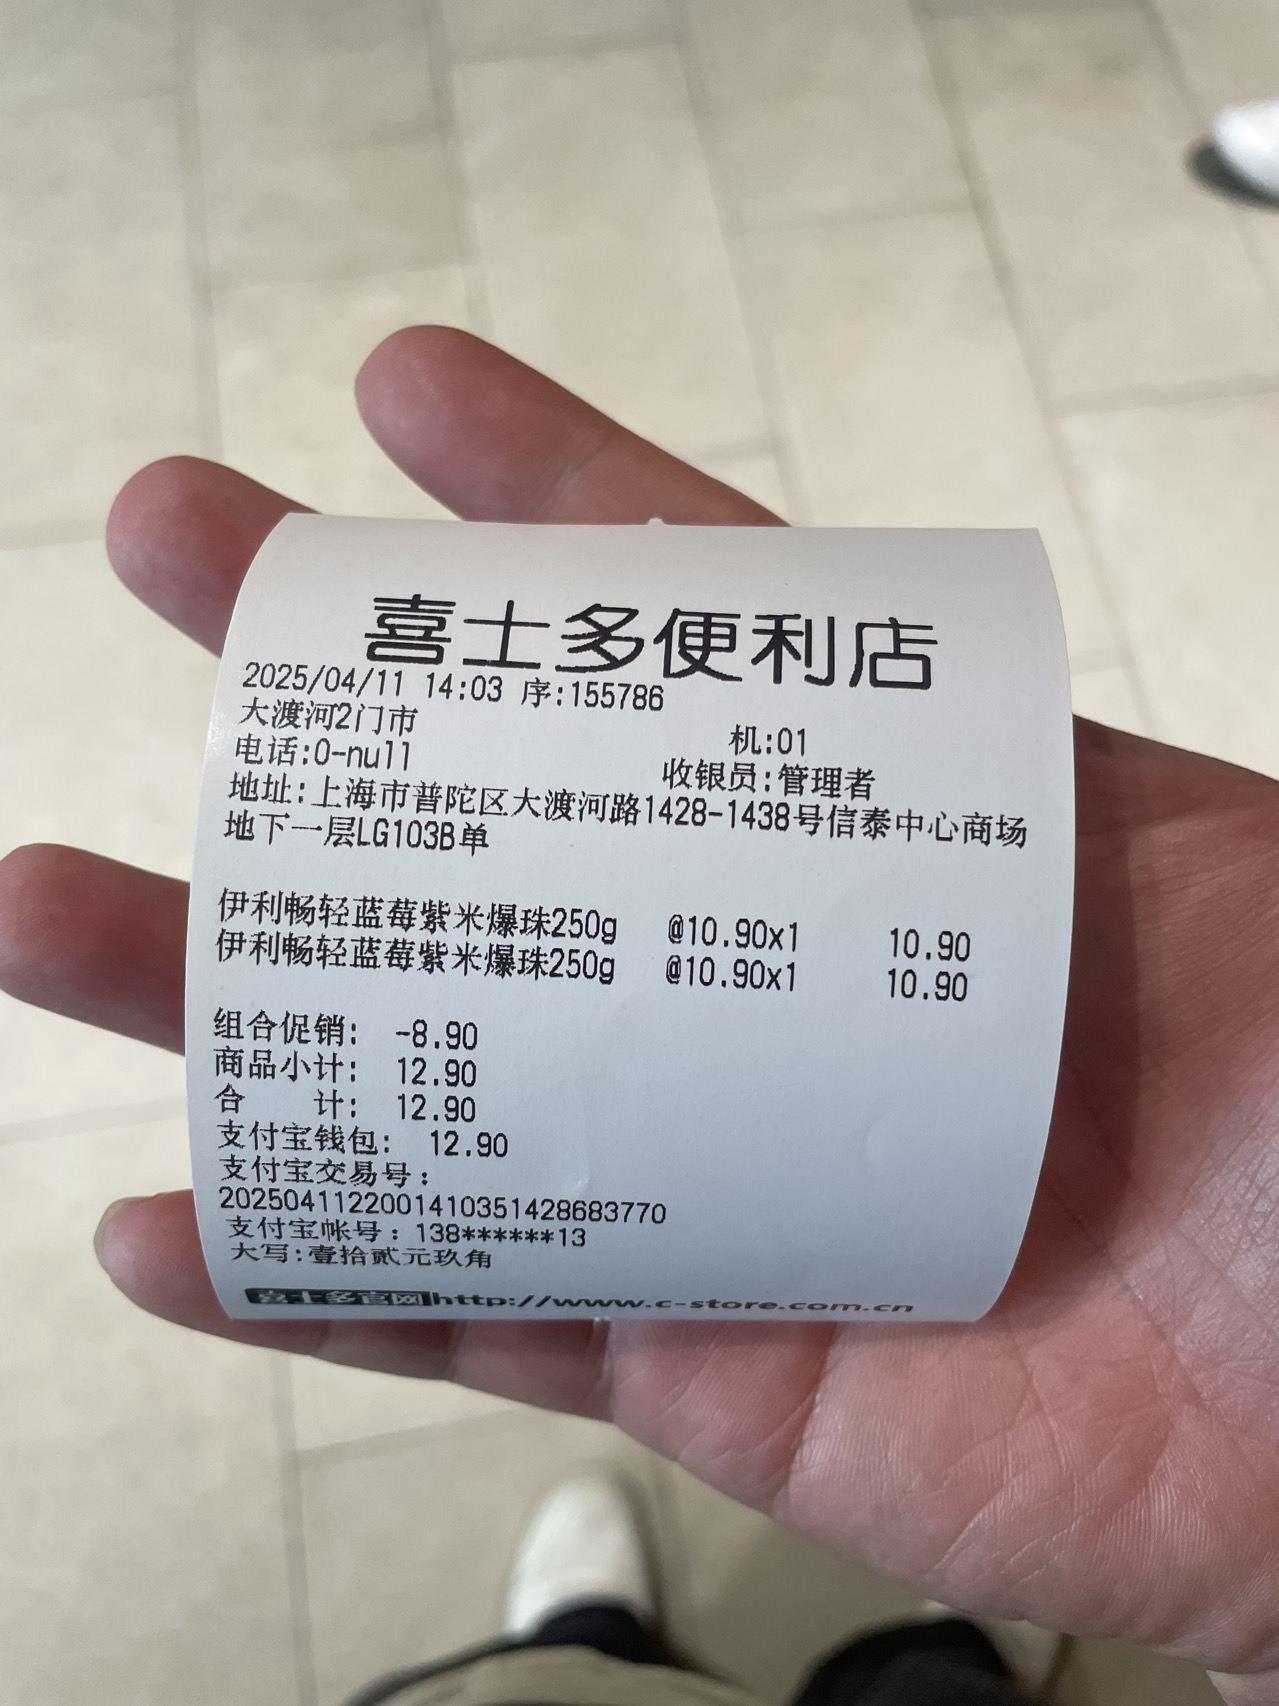 喜士多便利店
2025/04/11 14:03 序:155786
大渡河2门市 机:01
电话:0-null 收银员:管理者
地址:上海市普陀区大渡河路1428-1438号信泰中心商场
地下一层LG103B单
伊利畅轻蓝莓紫米爆珠250g @10.90x1 10.90
伊利畅轻蓝莓紫米爆珠250g @10.90x1 10.90
组合促销: -8.90
商品小计: 12.90
合 计: 12.90
支付宝钱包: 12.90
支付宝交易号:
2025041122001410351428683770
支付宝帐号:138******13
大写:壹拾贰元玖角
喜士多官网http://www.c-store.com.cn